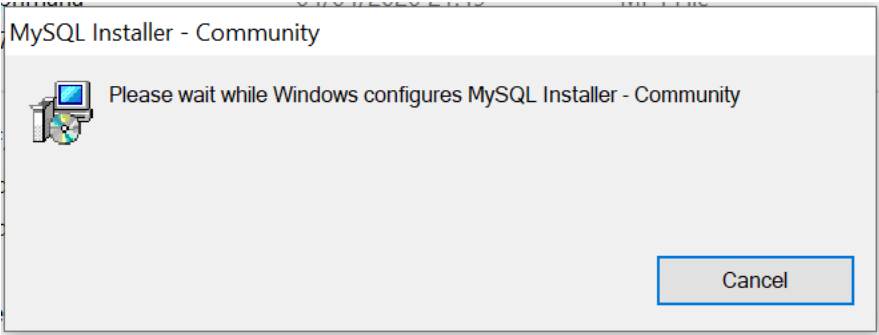 MySQL Installer - Community
Please wait while Windows configures MySQL Installer - Community
Cancel